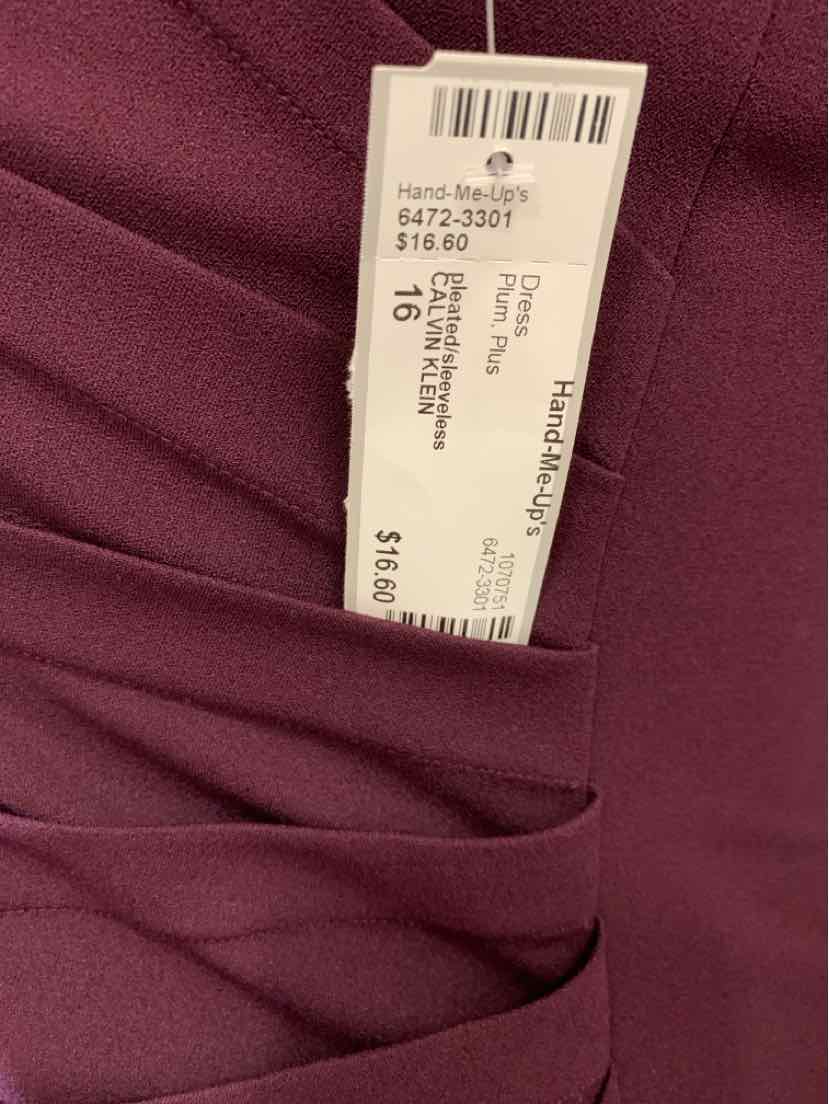 Hand-Me-Up's
6472-3301
$16.60
Hand-Me-Up's
1070751
6472-3301
Dress
Plum, Plus
pleated/sleeveless
CALVIN KLEIN
16
$16.60